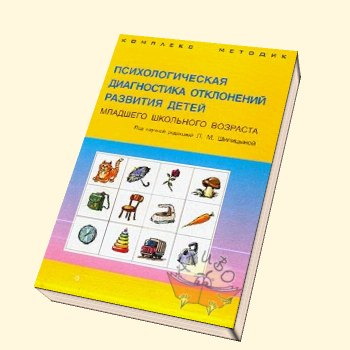 КОМПЛЕКС МЕТОДИК
ПСИХОЛОГИЧЕСКАЯ
ДИАГНОСТИКА ОТКЛОНЕНИЙ
РАЗВИТИЯ ДЕТЕЙ
МЛАДШЕГО ШКОЛЬНОГО ВОЗРАСТА
Под научной редакцией Л. М. Шипицыной